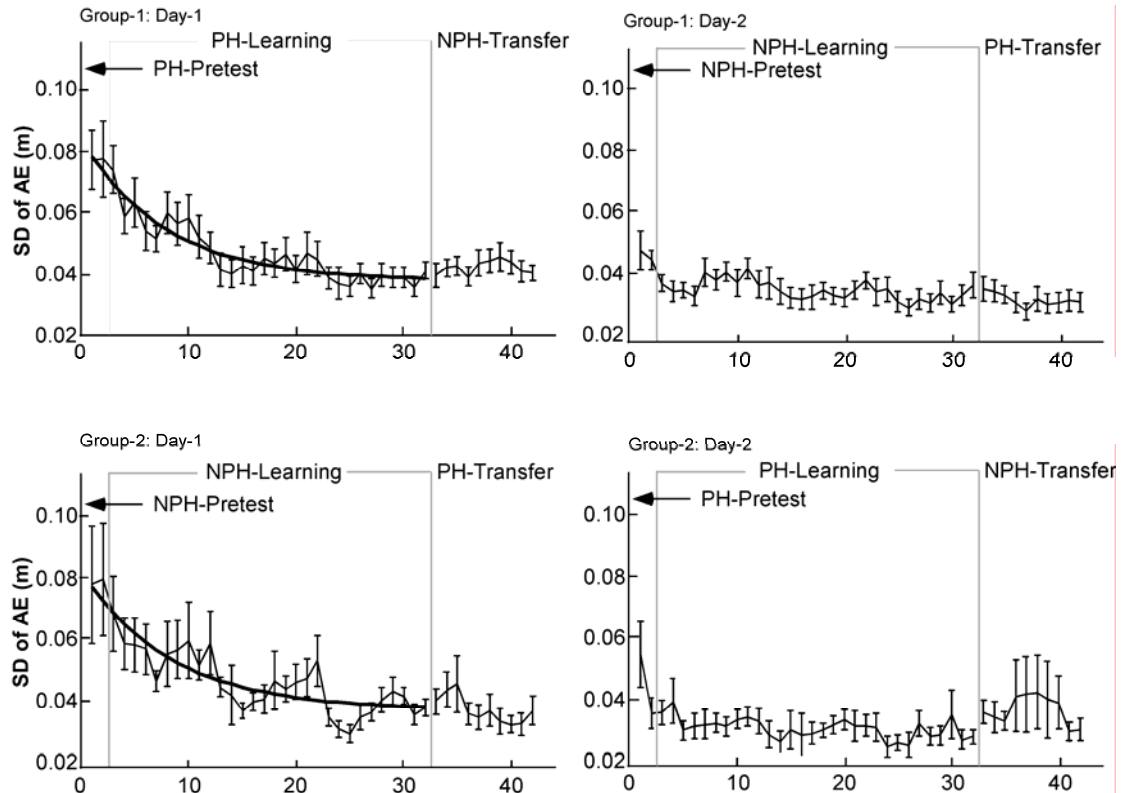 Group-1: Day-1
PH-Learning
NPH-Transfer
PH-Pretest
0.10
0.08
0.06
0.04
0.02
SD of AE (m)
0 10 20 30 40
Group-1: Day-2
NPH-Learning
PH-Transfer
NPH-Pretest
0.10
0.08
0.06
0.04
0.02
0 10 20 30 40
Group-2: Day-1
NPH-Learning
PH-Transfer
NPH-Pretest
0.10
0.08
0.06
0.04
0.02
SD of AE (m)
0 10 20 30 40
Group-2: Day-2
PH-Learning
NPH-Transfer
PH-Pretest
0.10
0.08
0.06
0.04
0.02
0 10 20 30 40